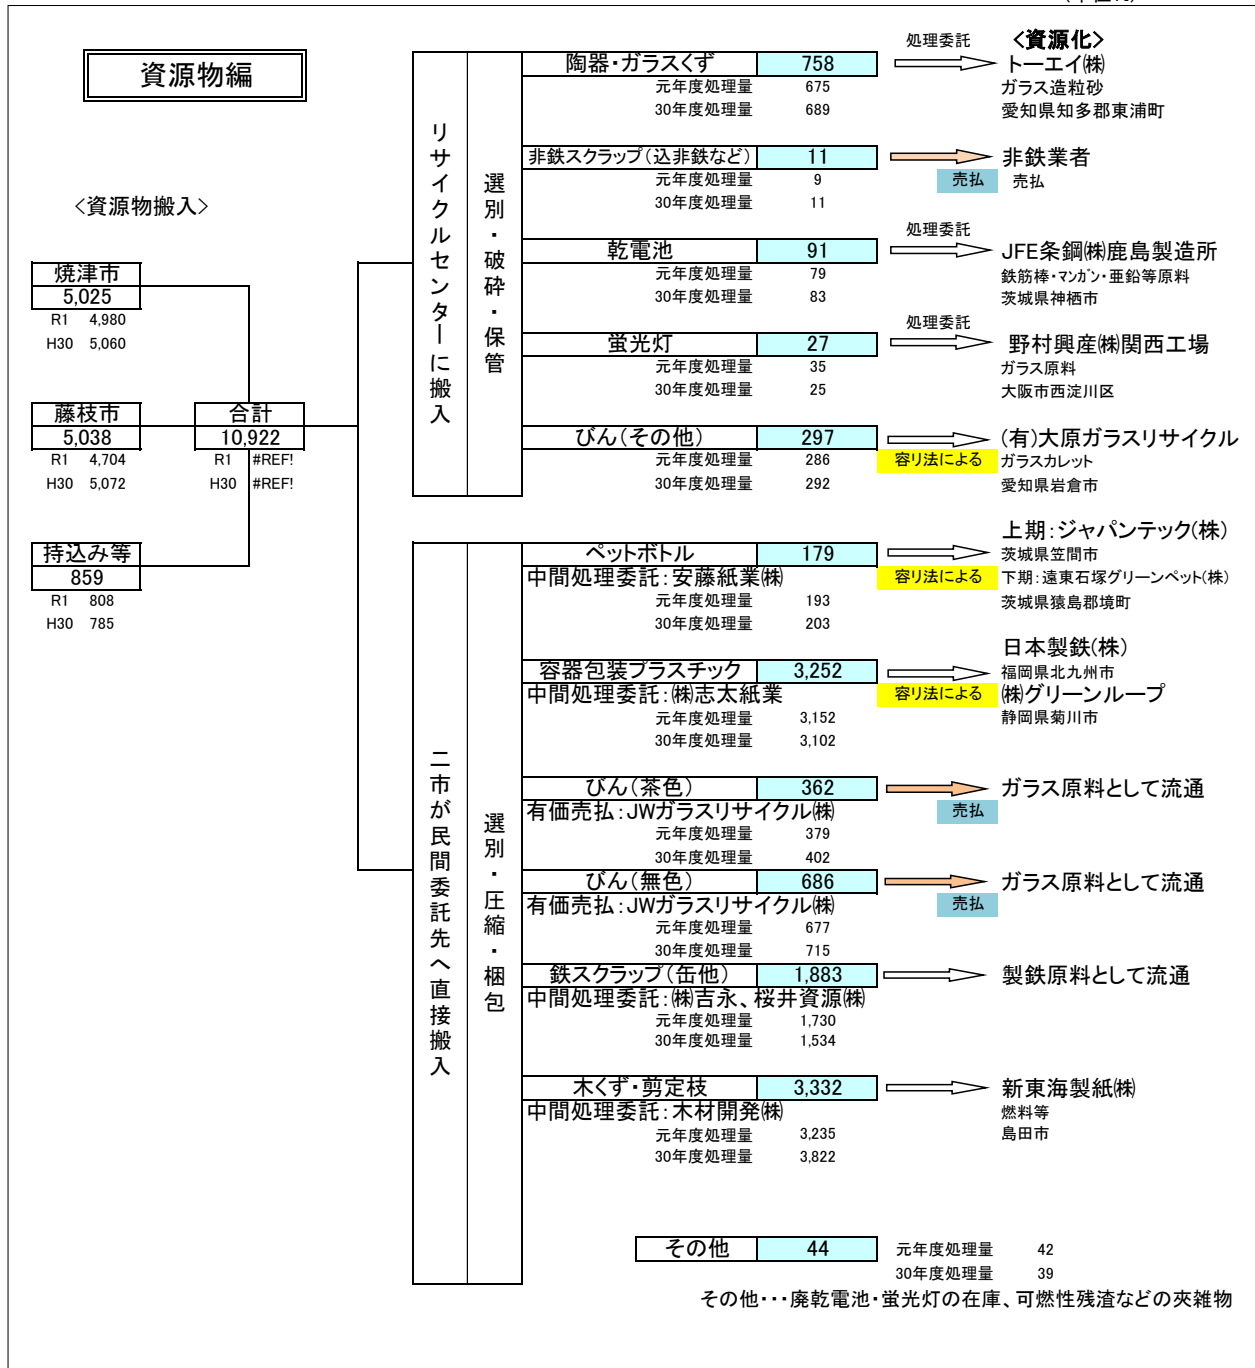 資源物編
<資源物搬入>
焼津市
5,025
R1 4,980
H30 5,060
藤枝市
5,038
R1 4,704
H30 5,072
持込み等
859
R1 808
H30 785
合計
10,922
R1 #REF!
H30 #REF!
リサイクルセンターに搬入
選別・破砕・保管
陶器・ガラスくず 758
元年度処理量 675
30年度処理量 689
処理委託
<資源化>
トーエイ㈱
ガラス造粒砂
愛知県知多郡東浦町
非鉄スクラップ(込非鉄など) 11
元年度処理量 9
30年度処理量 11
売払
非鉄業者
売払
乾電池 91
元年度処理量 79
30年度処理量 83
処理委託
JFE条鋼㈱鹿島製造所
鉄筋棒・マンガン・亜鉛等原料
茨城県神栖市
蛍光灯 27
元年度処理量 35
30年度処理量 25
処理委託
野村興産㈱関西工場
ガラス原料
大阪市西淀川区
びん(その他) 297
元年度処理量 286
30年度処理量 292
容リ法による
(有)大原ガラスリサイクル
ガラスカレット
愛知県岩倉市
二市が民間委託先へ直接搬入
選別・圧縮・梱包
ペットボトル 179
中間処理委託:安藤紙業㈱
元年度処理量 193
30年度処理量 203
容リ法による
上期:ジャパンテック(株)
茨城県笠間市
下期:遠東石塚グリーンペット(株)
茨城県猿島郡境町
容器包装プラスチック 3,252
中間処理委託:㈱志太紙業
元年度処理量 3,152
30年度処理量 3,102
容リ法による
日本製鉄(株)
福岡県北九州市
㈱グリーンループ
静岡県菊川市
びん(茶色) 362
有価売払:JWガラスリサイクル㈱
元年度処理量 379
30年度処理量 402
売払
ガラス原料として流通
びん(無色) 686
有価売払:JWガラスリサイクル㈱
元年度処理量 677
30年度処理量 715
売払
ガラス原料として流通
鉄スクラップ(缶他) 1,883
中間処理委託:㈱吉永、桜井資源㈱
元年度処理量 1,730
30年度処理量 1,534
製鉄原料として流通
木くず・剪定枝 3,332
中間処理委託:木材開発㈱
元年度処理量 3,235
30年度処理量 3,822
新東海製紙㈱
燃料等
島田市
その他 44
元年度処理量 42
30年度処理量 39
その他・・・廃乾電池・蛍光灯の在庫、可燃性残渣などの夾雑物